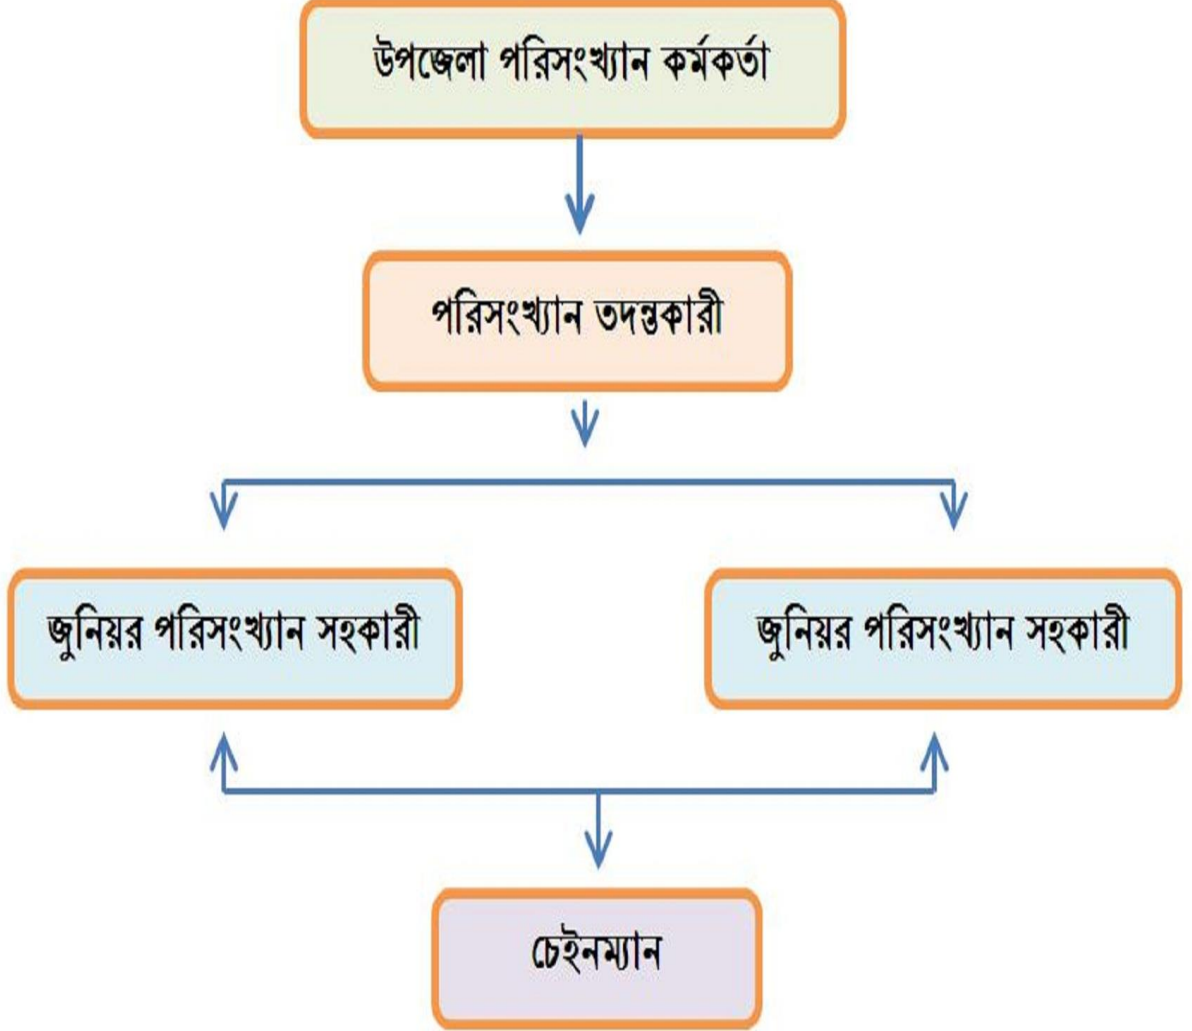 উপজেলা পরিসংখ্যান কর্মকর্তা
পরিসংখ্যান তদন্তকারী
জুনিয়র পরিসংখ্যান সহকারী
জুনিয়র পরিসংখ্যান সহকারী
চেইনম্যান